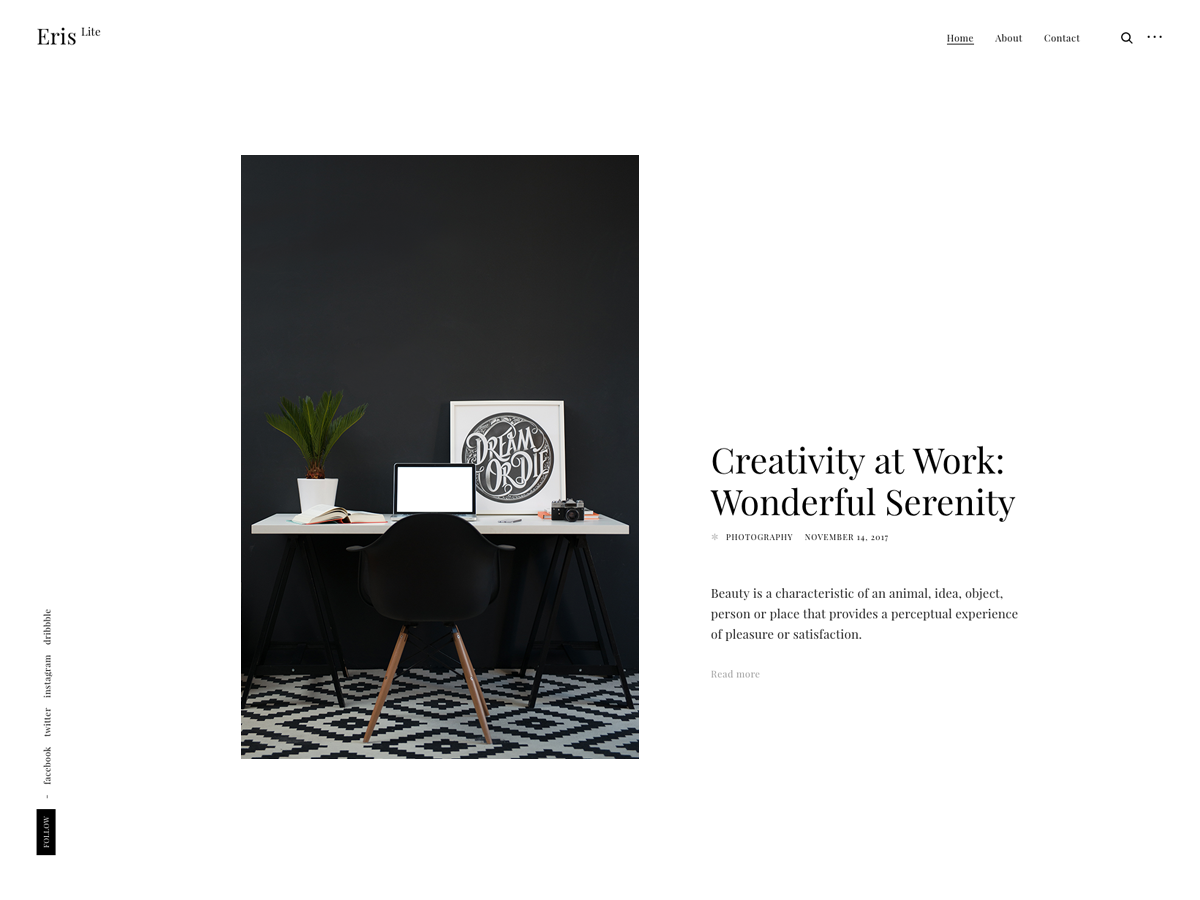 Eris Lite
Home About Contact
DREAM
OR DIE
Creativity at Work:
Wonderful Serenity
PHOTOGRAPHY NOVEMBER 14, 2017
Beauty is a characteristic of an animal, idea, object,
person or place that provides a perceptual experience
of pleasure or satisfaction.
Read more
FOLLOW – facebook twitter instagram dribbble